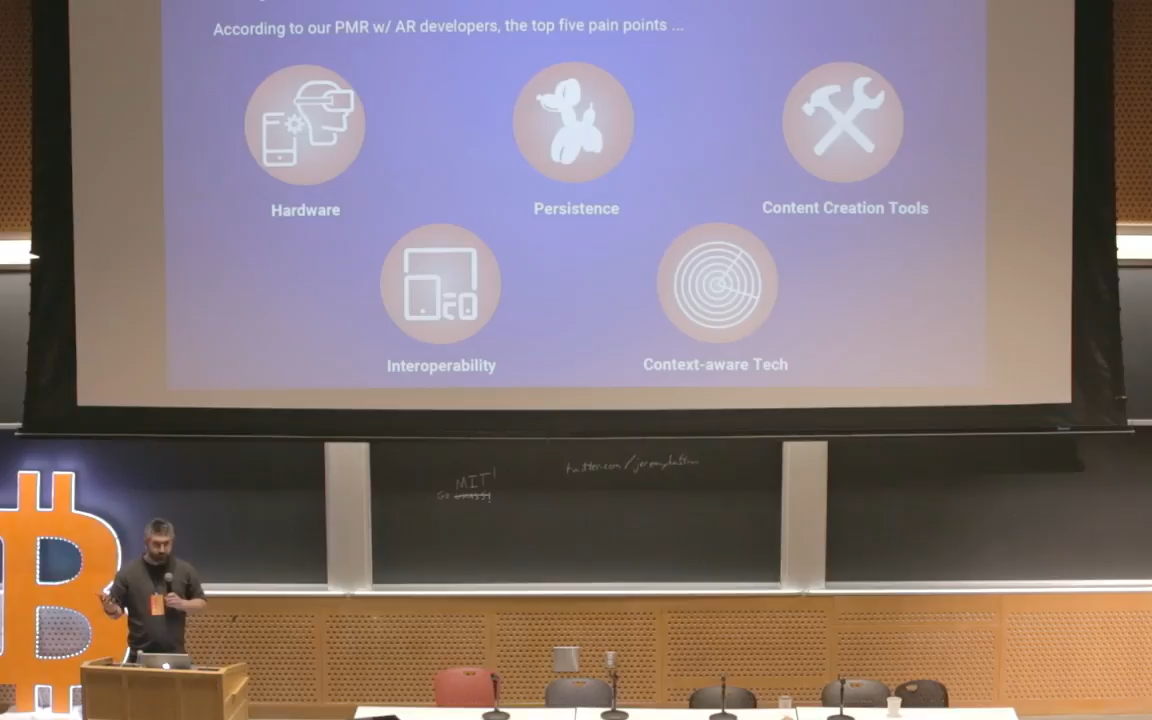 According to our PMR w/ AR developers, the top five pain points ...
Hardware
Persistence
Content Creation Tools
Interoperability
Context-aware Tech
MIT!
Go